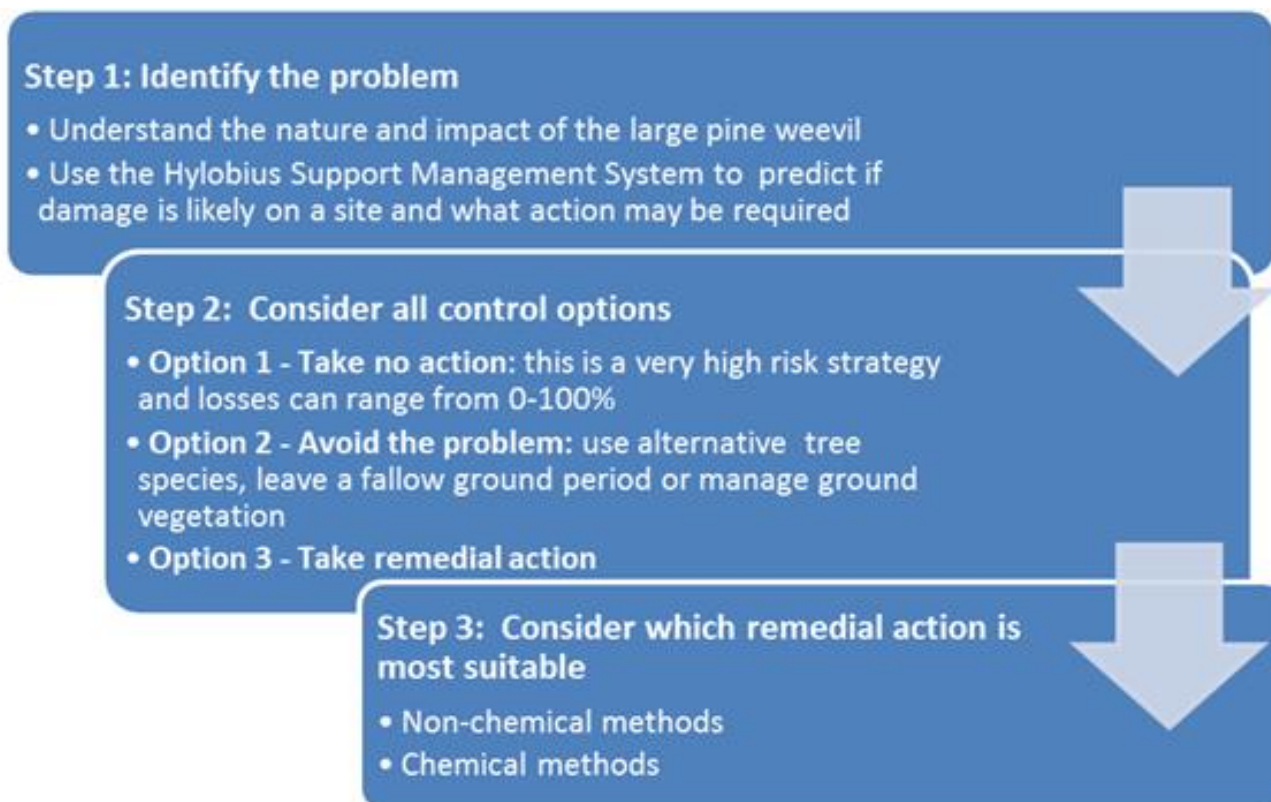 Step 1: Identify the problem
• Understand the nature and impact of the large pine weevil
• Use the Hylobius Support Management System to predict if
damage is likely on a site and what action may be required
Step 2: Consider all control options
• Option 1 - Take no action: this is a very high risk strategy
and losses can range from 0-100%
• Option 2 - Avoid the problem: use alternative tree
species, leave a fallow ground period or manage ground
vegetation
• Option 3 - Take remedial action
Step 3: Consider which remedial action is
most suitable
• Non-chemical methods
• Chemical methods